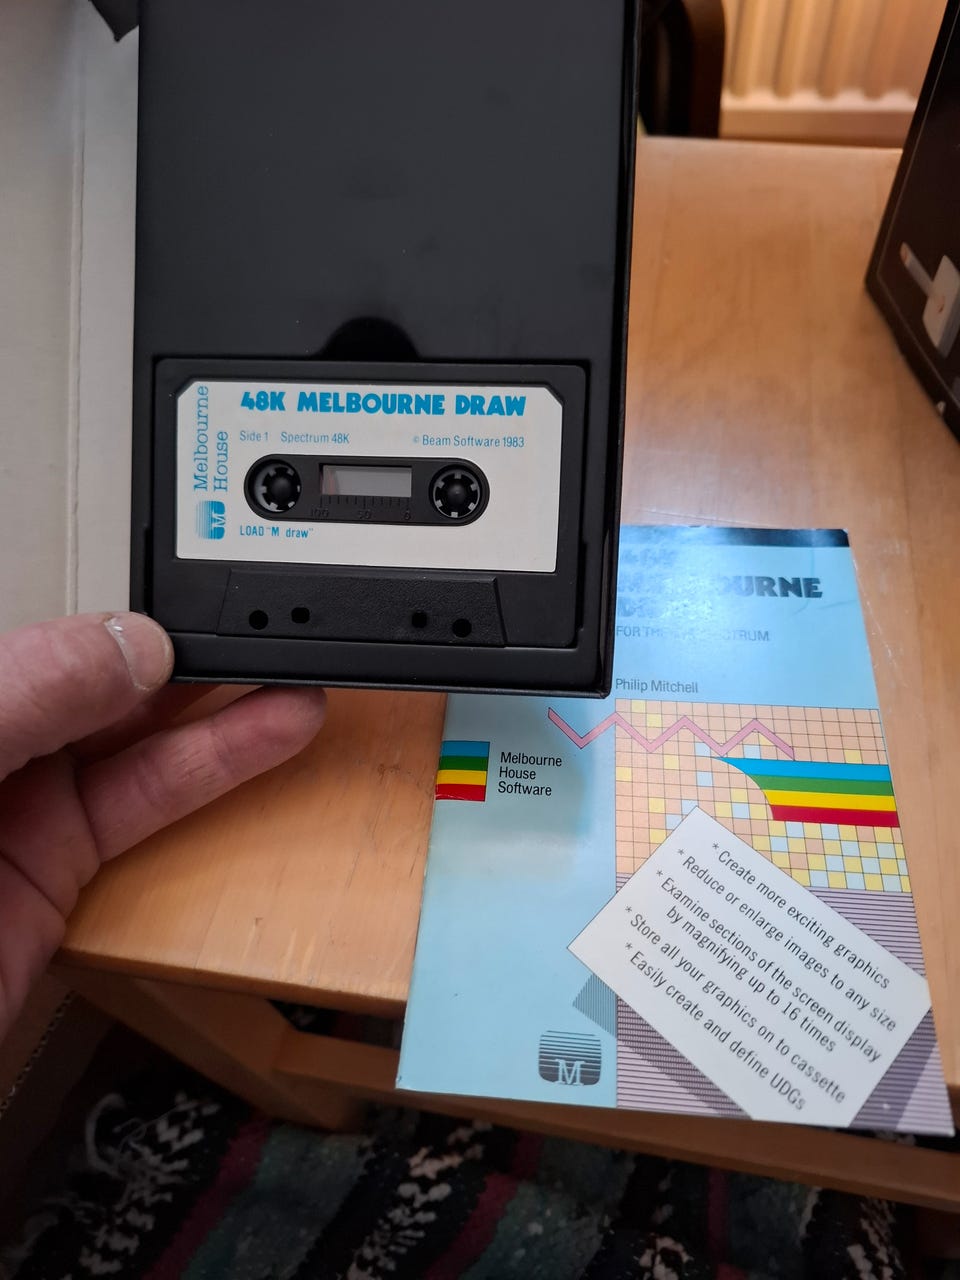 48K MELBOURNE DRAW
Melbourne
House
Side 1 Spectrum 48K © Beam Software 1983
M
100 50 0
LOAD "M draw"
OURNE
FOR THE SPECTRUM
Philip Mitchell
Melbourne
House
Software
* Create more exciting graphics
* Reduce or enlarge images to any size
* Examine sections of the screen display
by magnifying up to 16 times
* Store all your graphics on to cassette
* Easily create and define UDGs
M